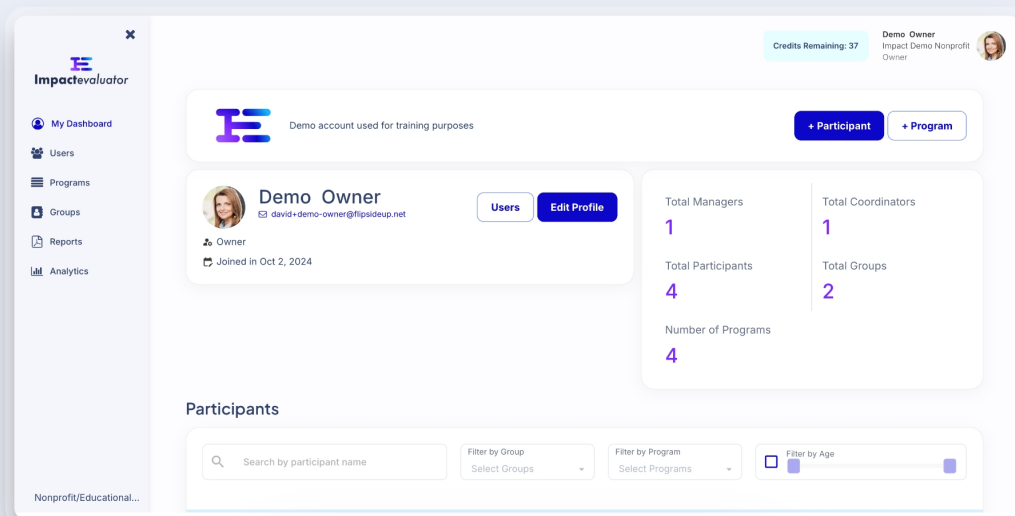 Credits Remaining: 37
Demo Owner
Impact Demo Nonprofit
Owner
Impactevaluator
My Dashboard
Users
Programs
Groups
Reports
Analytics
Nonprofit/Educational...
Demo account used for training purposes
+ Participant
+ Program
Demo Owner
david+demo-owner@flipsideup.net
Users
Edit Profile
Owner
Joined in Oct 2, 2024
Total Managers
1
Total Coordinators
1
Total Participants
4
Total Groups
2
Number of Programs
4
Participants
Search by participant name
Filter by Group
Select Groups
Filter by Program
Select Programs
Filter by Age